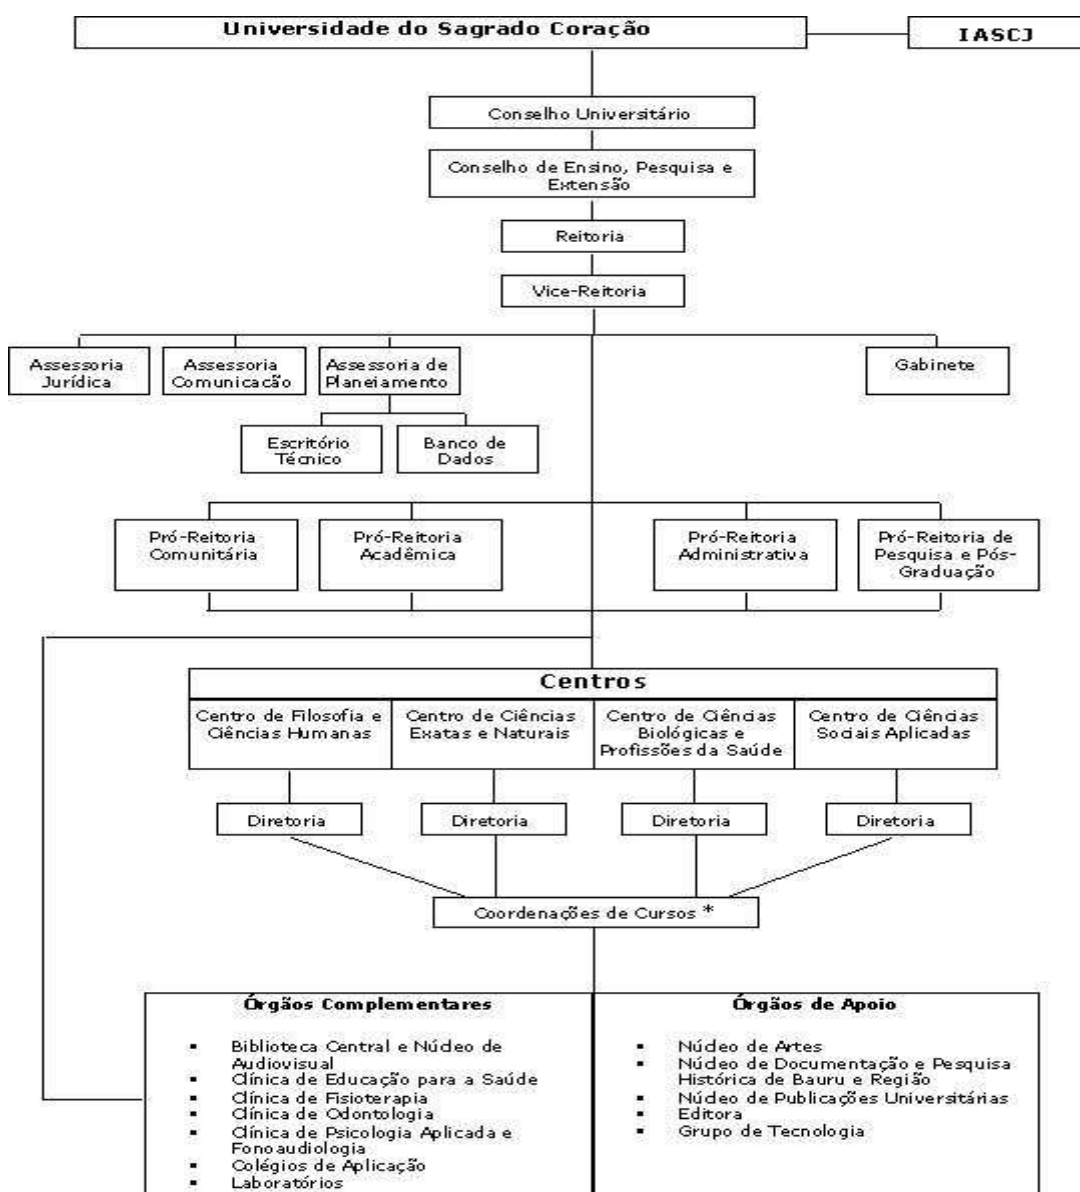 Universidade do Sagrado Coração
IASCJ
Conselho Universitário
Conselho de Ensino, Pesquisa e
Extensão
Reitoria
Vice-Reitoria
Assessoria
Jurídica
Assessoria
Comunicação
Assessoria de
Planejamento
Gabinete
Escritório
Técnico
Banco de
Dados
Pró-Reitoria
Comunitária
Pró-Reitoria
Acadêmica
Pró-Reitoria
Administrativa
Pró-Reitoria de
Pesquisa e Pós-
Graduação
Centros
Centro de Filosofia e
Ciências Humanas
Centro de Ciências
Exatas e Naturais
Centro de Ciências
Biológicas e
Profissões da Saúde
Centro de Ciências
Sociais Aplicadas
Diretoria
Diretoria
Diretoria
Diretoria
Coordenações de Cursos *
Órgãos Complementares
▪ Biblioteca Central e Núcleo de
Audiovisual
▪ Clínica de Educação para a Saúde
▪ Clínica de Fisioterapia
▪ Clínica de Odontologia
▪ Clínica de Psicologia Aplicada e
Fonoaudiologia
▪ Colégios de Aplicação
▪ Laboratórios
Órgãos de Apoio
▪ Núcleo de Artes
▪ Núcleo de Documentação e Pesquisa
Histórica de Bauru e Região
▪ Núcleo de Publicações Universitárias
▪ Editora
▪ Grupo de Tecnologia